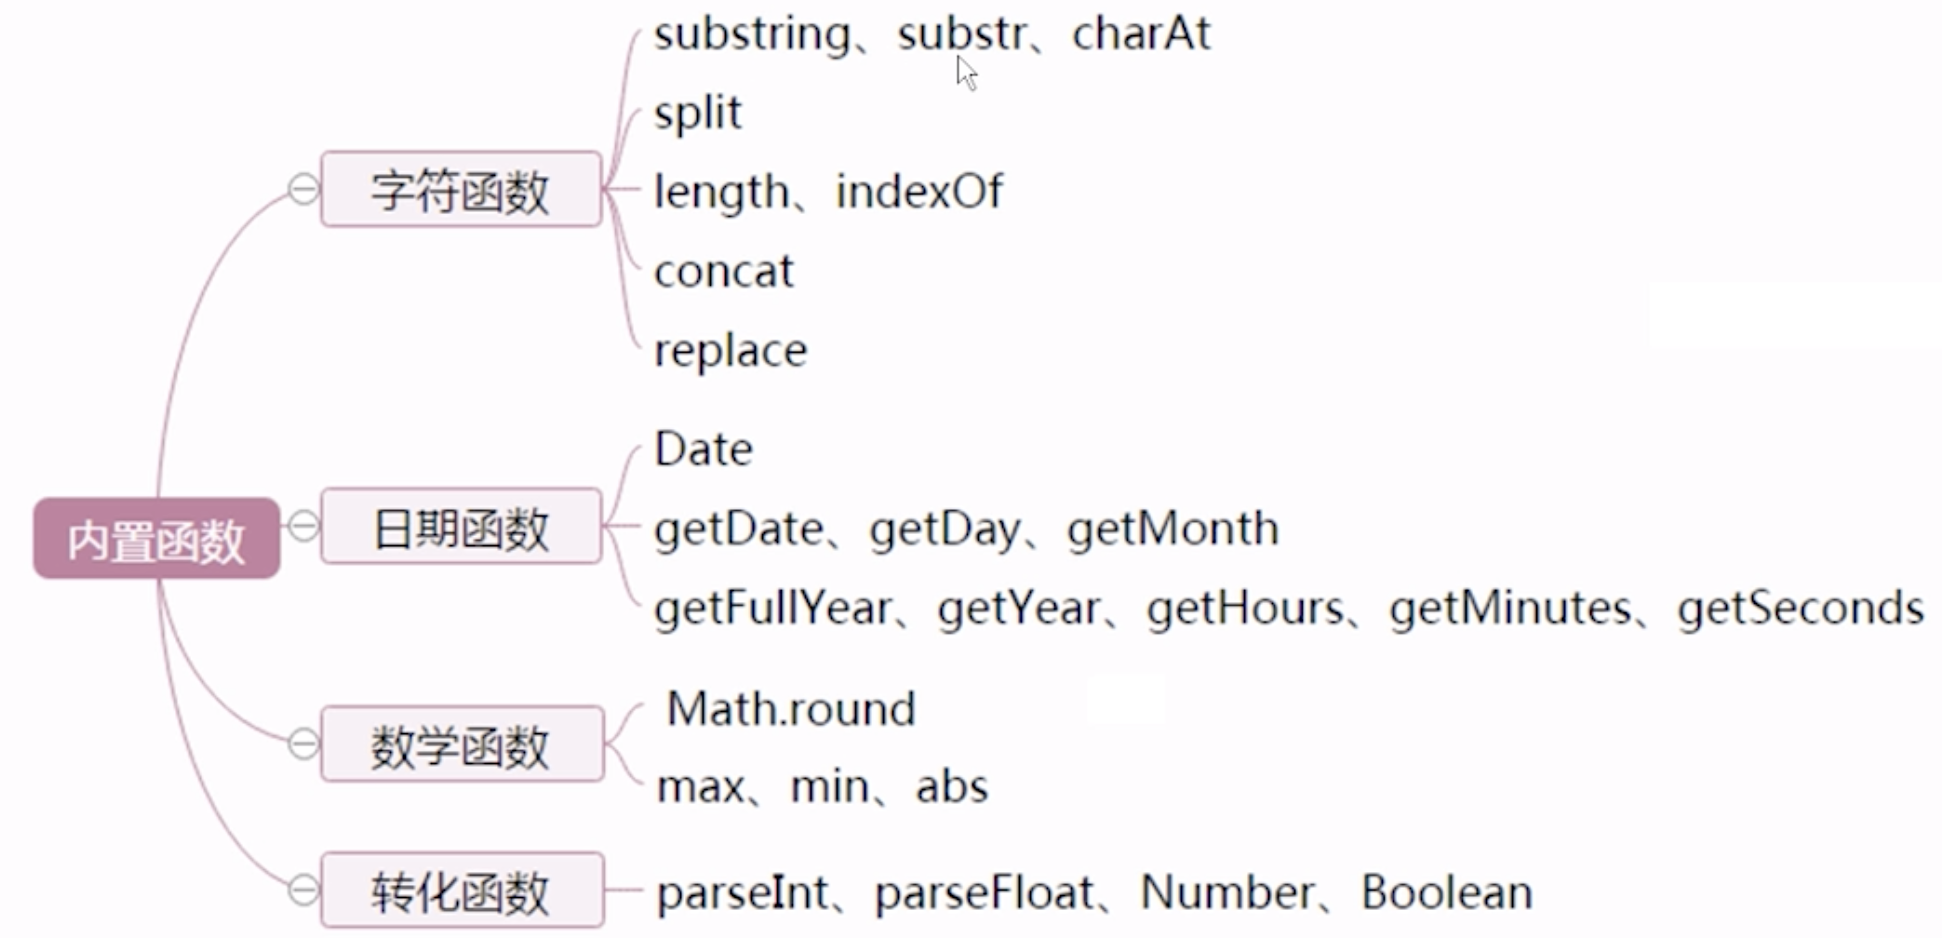 substring、substr、charAt
split
字符函数
length、indexOf
concat
replace
Date
内置函数
日期函数
getDate、getDay、getMonth
getFullYear、getYear、getHours、getMinutes、getSeconds
Math.round
数学函数
max、min、abs
转化函数
parseInt、parseFloat、Number、Boolean